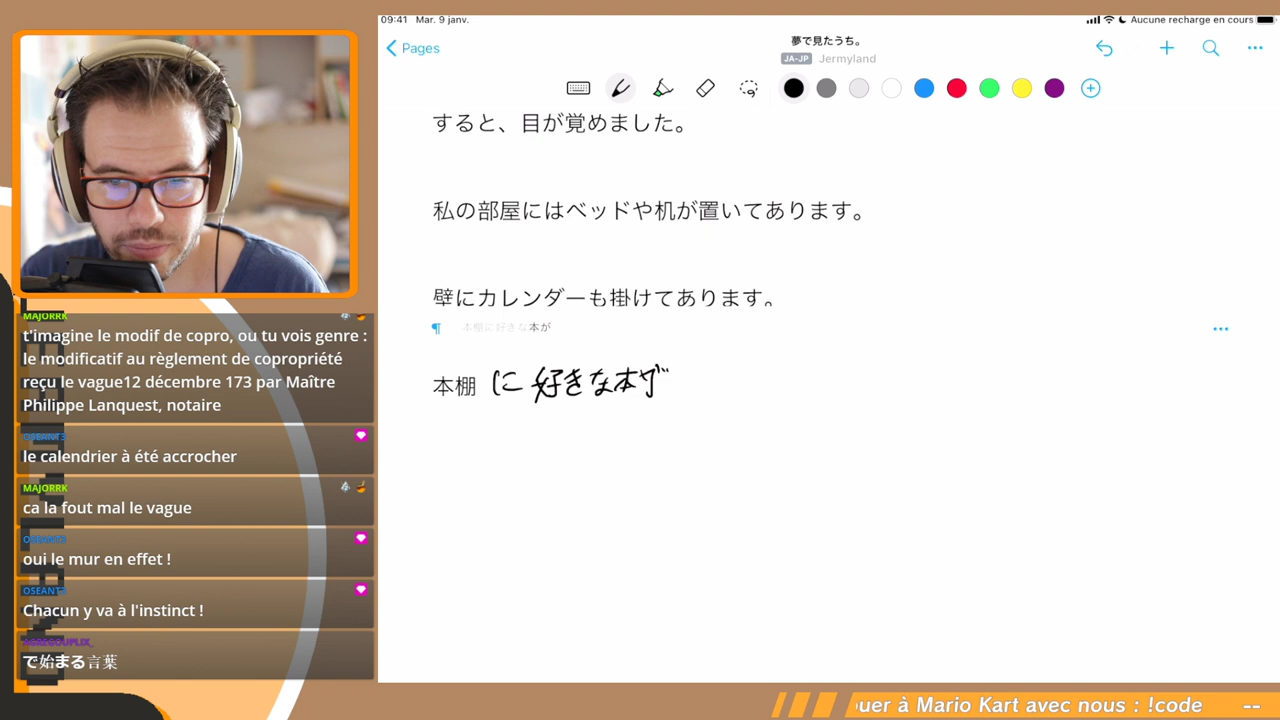 09:41 Mar. 9 janv.
Aucune recharge en cours
Pages
夢で見たうち。
JA-JP Jermyland
すると、目が覚めました。
私の部屋にはベッドや机が置いてあります。
壁にカレンダーも掛けてあります。
本棚に好きな本が
本棚に好きな本が
MAJORRK
t'imagine le modif de copro, ou tu vois genre :
le modificatif au règlement de copropriété
reçu le vague12 décembre 173 par Maître
Philippe Lanquest, notaire
OSEANT3
le calendrier à été accrocher
MAJORRK
ca la fout mal le vague
OSEANT3
oui le mur en effet !
OSEANT3
Chacun y va à l'instinct !
で始まる言葉
uer à Mario Kart avec nous : !code --